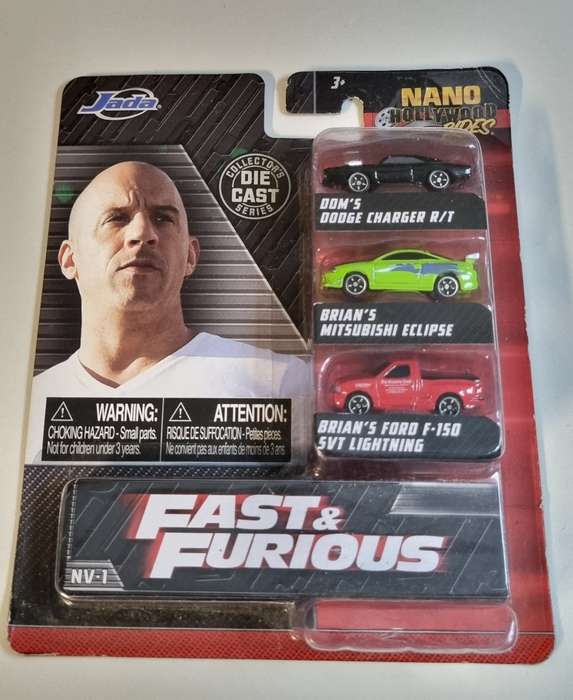 Jada
3+
NANO
HOLLYWOOD
RIDES
COLLECTOR'S
DIE
CAST
SERIES
DOM'S
DODGE CHARGER R/T
BRIAN'S
MITSUBISHI ECLIPSE
BRIAN'S FORD F-150
SVT LIGHTNING
WARNING:
CHOKING HAZARD - Small parts.
Not for children under 3 years.
ATTENTION:
RISQUE DE SUFFOCATION - Petites pieces.
Ne convient pas aux enfants de moins de 3 ans.
FAST &
FURIOUS
NV-1